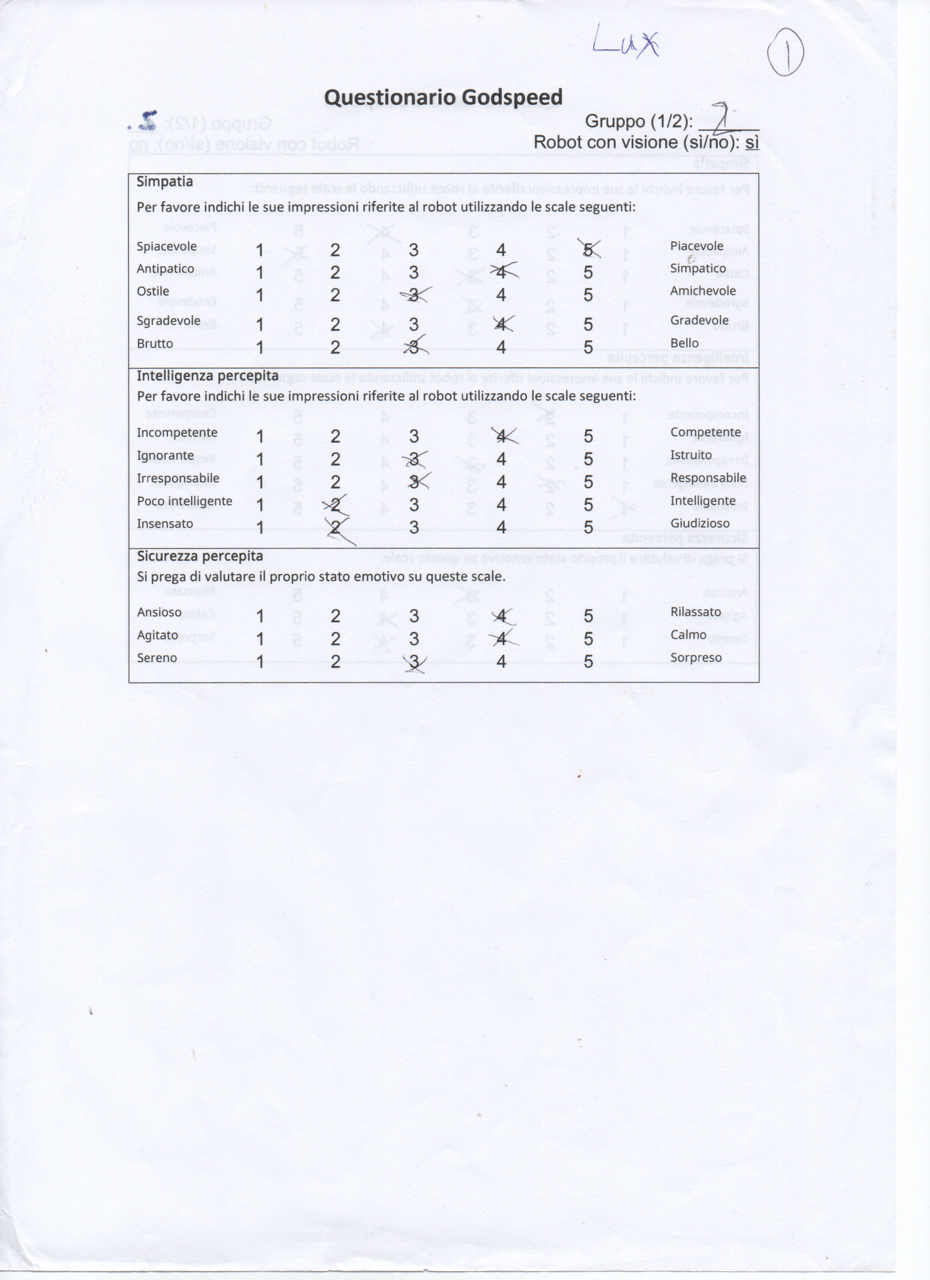 Lux
1
Questionario Godspeed
Gruppo (1/2): 2
Robot con visione (sì/no): sì
Simpatia
Per favore indichi le sue impressioni riferite al robot utilizzando le scale seguenti:
Spiacevole 1 2 3 4 5 Piacevole
Antipatico 1 2 3 4 5 Simpatico
Ostile 1 2 3 4 5 Amichevole
Sgradevole 1 2 3 4 5 Gradevole
Brutto 1 2 3 4 5 Bello
Intelligenza percepita
Per favore indichi le sue impressioni riferite al robot utilizzando le scale seguenti:
Incompetente 1 2 3 4 5 Competente
Ignorante 1 2 3 4 5 Istruito
Irresponsabile 1 2 3 4 5 Responsabile
Poco intelligente 1 2 3 4 5 Intelligente
Insensato 1 2 3 4 5 Giudizioso
Sicurezza percepita
Si prega di valutare il proprio stato emotivo su queste scale.
Ansioso 1 2 3 4 5 Rilassato
Agitato 1 2 3 4 5 Calmo
Sereno 1 2 3 4 5 Sorpreso